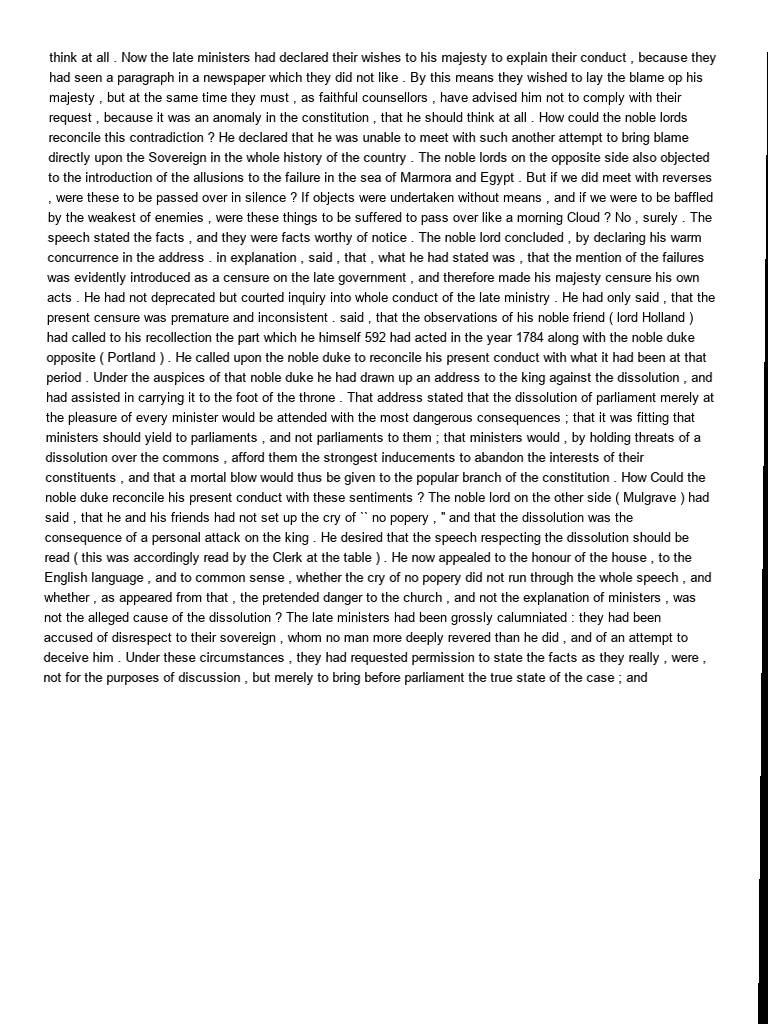 think at all . Now the late ministers had declared their wishes to his majesty to explain their conduct , because they
had seen a paragraph in a newspaper which they did not like . By this means they wished to lay the blame op his
majesty , but at the same time they must , as faithful counsellors , have advised him not to comply with their
request , because it was an anomaly in the constitution , that he should think at all . How could the noble lords
reconcile this contradiction ? He declared that he was unable to meet with such another attempt to bring blame
directly upon the Sovereign in the whole history of the country . The noble lords on the opposite side also objected
to the introduction of the allusions to the failure in the sea of Marmora and Egypt . But if we did meet with reverses
, were these to be passed over in silence ? If objects were undertaken without means , and if we were to be baffled
by the weakest of enemies , were these things to be suffered to pass over like a morning Cloud ? No , surely . The
speech stated the facts , and they were facts worthy of notice . The noble lord concluded , by declaring his warm
concurrence in the address . in explanation , said , that , what he had stated was , that the mention of the failures
was evidently introduced as a censure on the late government , and therefore made his majesty censure his own
acts . He had not deprecated but courted inquiry into whole conduct of the late ministry . He had only said , that the
present censure was premature and inconsistent . said , that the observations of his noble friend ( lord Holland )
had called to his recollection the part which he himself 592 had acted in the year 1784 along with the noble duke
opposite ( Portland ) . He called upon the noble duke to reconcile his present conduct with what it had been at that
period . Under the auspices of that noble duke he had drawn up an address to the king against the dissolution , and
had assisted in carrying it to the foot of the throne . That address stated that the dissolution of parliament merely at
the pleasure of every minister would be attended with the most dangerous consequences ; that it was fitting that
ministers should yield to parliaments , and not parliaments to them ; that ministers would , by holding threats of a
dissolution over the commons , afford them the strongest inducements to abandon the interests of their
constituents , and that a mortal blow would thus be given to the popular branch of the constitution . How Could the
noble duke reconcile his present conduct with these sentiments ? The noble lord on the other side ( Mulgrave ) had
said , that he and his friends had not set up the cry of `` no popery , '' and that the dissolution was the
consequence of a personal attack on the king . He desired that the speech respecting the dissolution should be
read ( this was accordingly read by the Clerk at the table ) . He now appealed to the honour of the house , to the
English language , and to common sense , whether the cry of no popery did not run through the whole speech , and
whether , as appeared from that , the pretended danger to the church , and not the explanation of ministers , was
not the alleged cause of the dissolution ? The late ministers had been grossly calumniated : they had been
accused of disrespect to their sovereign , whom no man more deeply revered than he did , and of an attempt to
deceive him . Under these circumstances , they had requested permission to state the facts as they really , were ,
not for the purposes of discussion , but merely to bring before parliament the true state of the case ; and